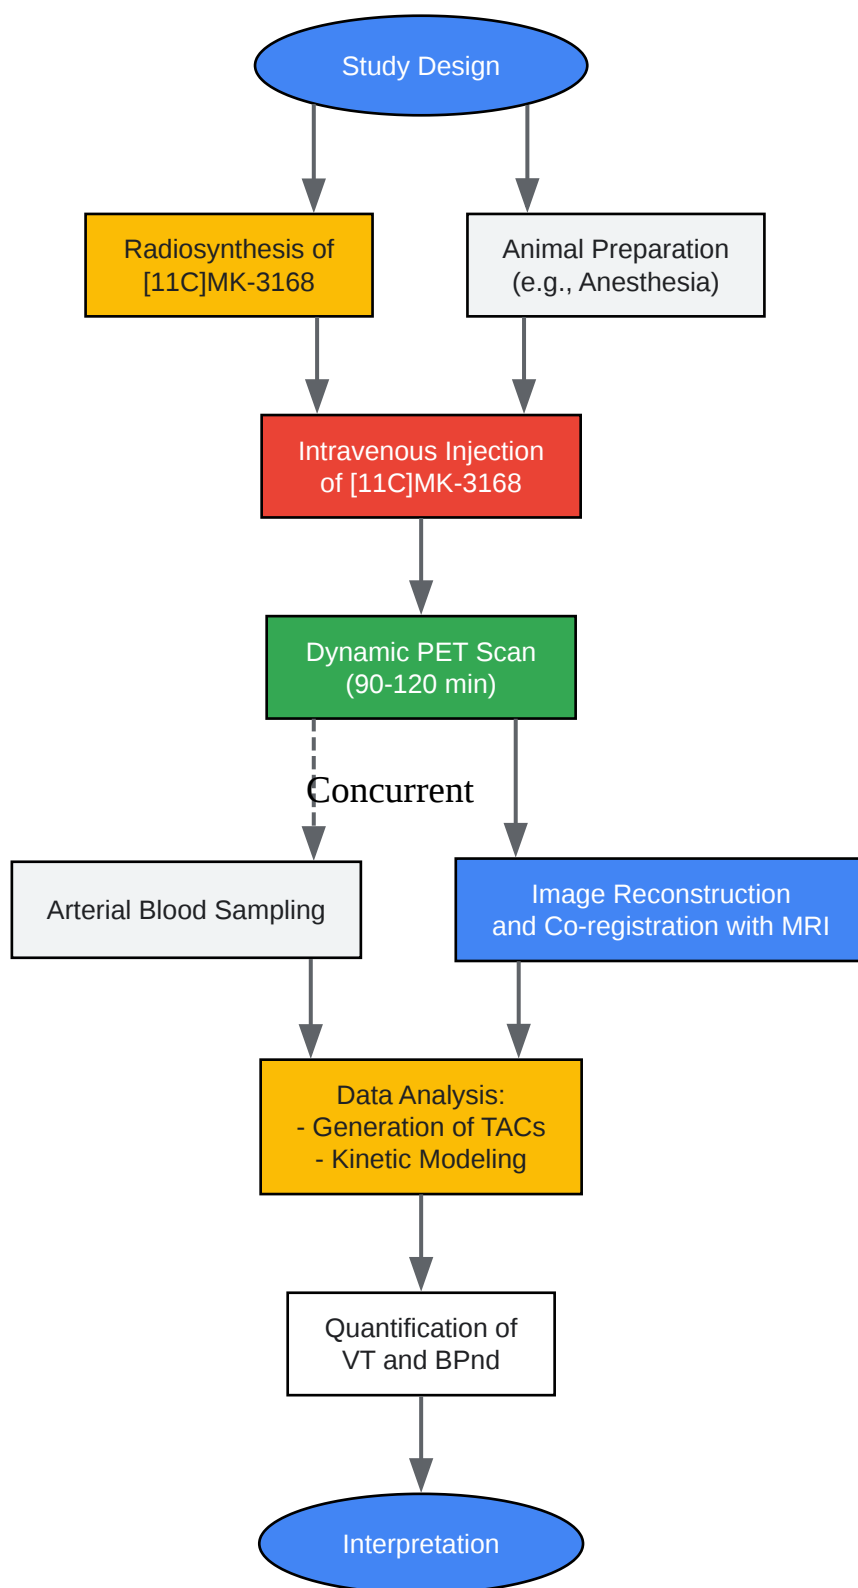 Study Design
Radiosynthesis of
[11C]MK-3168
Animal Preparation
(e.g., Anesthesia)
Intravenous Injection
of [11C]MK-3168
Dynamic PET Scan
(90-120 min)
Concurrent
Arterial Blood Sampling
Image Reconstruction
and Co-registration with MRI
Data Analysis:
- Generation of TACs
- Kinetic Modeling
Quantification of
VT and BPnd
Interpretation